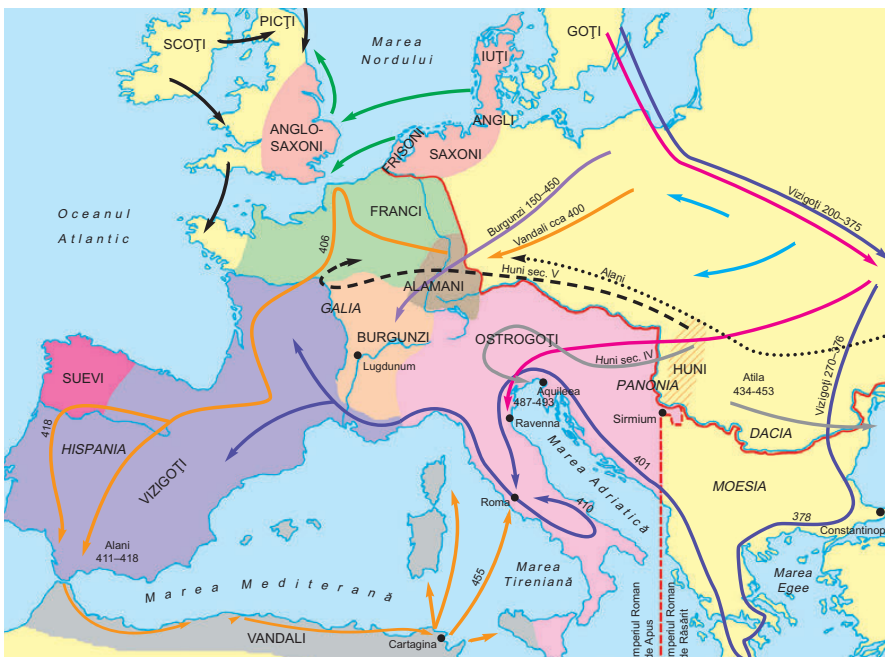 PICȚI
SCOȚI
Marea
Nordului
GOȚI
IUȚI
ANGLI
ANGLO-
SAXONI
FRISONI
SAXONI
Oceanul
Atlantic
FRANCI
406
Burgunzi 150–450
Vandali cca 400
Vizigoți 200–375
Alani
Huni sec. V
ALAMANI
GALIA
BURGUNZI
Lugdunum
OSTROGOȚI
Huni sec. IV
HUNI
PANONIA
Atila
434-453
Vizigoți 270–376
Aquileea
487-493
Ravenna
Sirmium
DACIA
SUEVI
418
HISPANIA
VIZIGOȚI
Marea Adriatică
401
MOESIA
Roma
410
378
Constantinop
Alani
411–418
Marea Mediterană
455
Marea
Tireniană
Marea
Egee
VANDALI
Cartagina
Imperiul Roman
de Apus
Imperiul Roman
de Răsărit